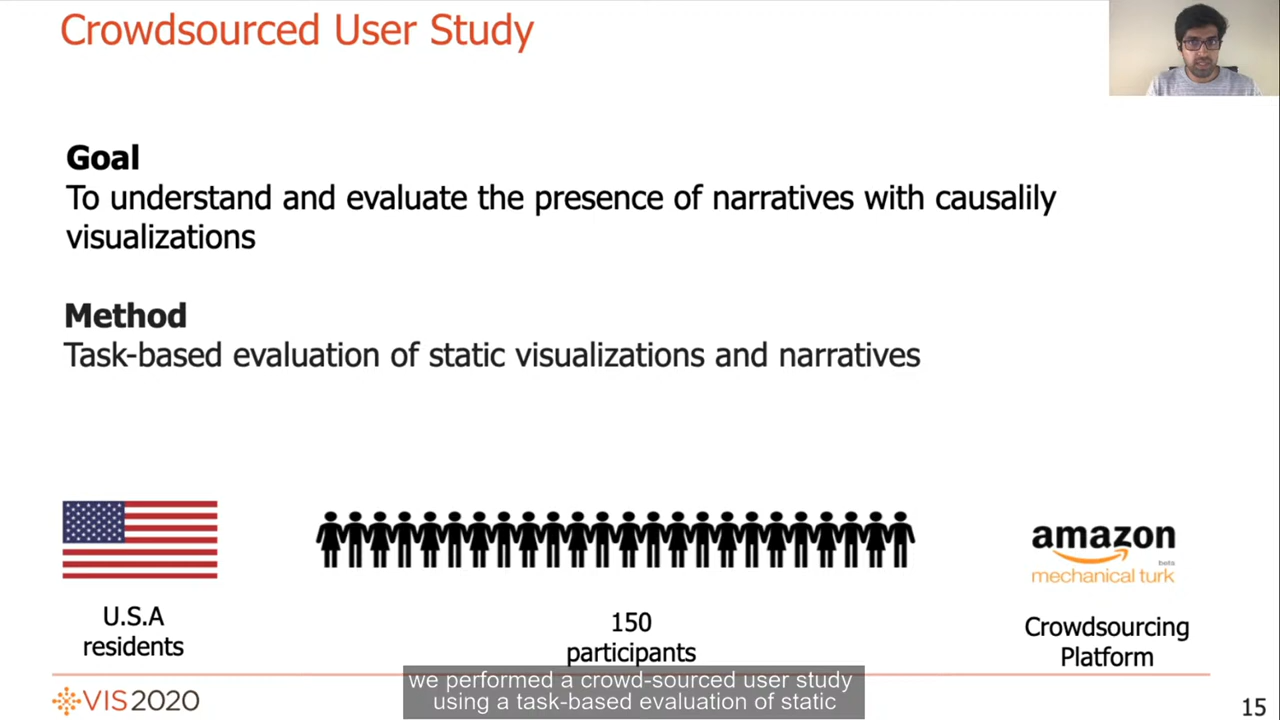 Crowdsourced User Study
Goal
To understand and evaluate the presence of narratives with causalily
visualizations
Method
Task-based evaluation of static visualizations and narratives
amazon
beta
mechanical turk
U.S.A
residents
150
participants
Crowdsourcing
Platform
we performed a crowd-sourced user study
using a task-based evaluation of static
VIS2020
15